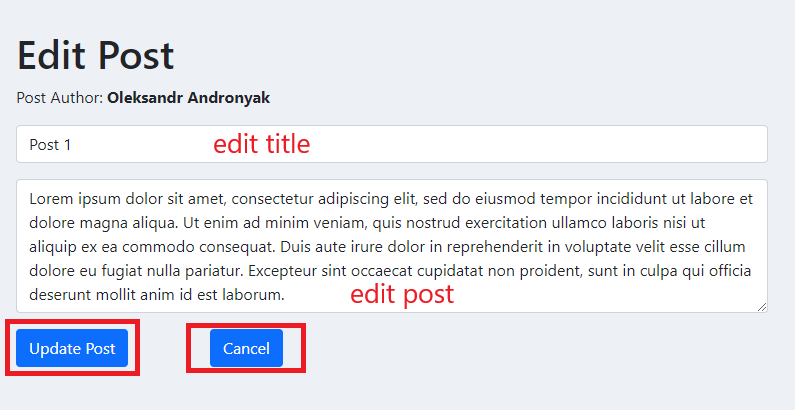 Edit Post
Post Author: Oleksandr Andronyak
Post 1 edit title
Lorem ipsum dolor sit amet, consectetur adipiscing elit, sed do eiusmod tempor incididunt ut labore et
dolore magna aliqua. Ut enim ad minim veniam, quis nostrud exercitation ullamco laboris nisi ut
aliquip ex ea commodo consequat. Duis aute irure dolor in reprehenderit in voluptate velit esse cillum
dolore eu fugiat nulla pariatur. Excepteur sint occaecat cupidatat non proident, sunt in culpa qui officia
deserunt mollit anim id est laborum. edit post
Update Post Cancel